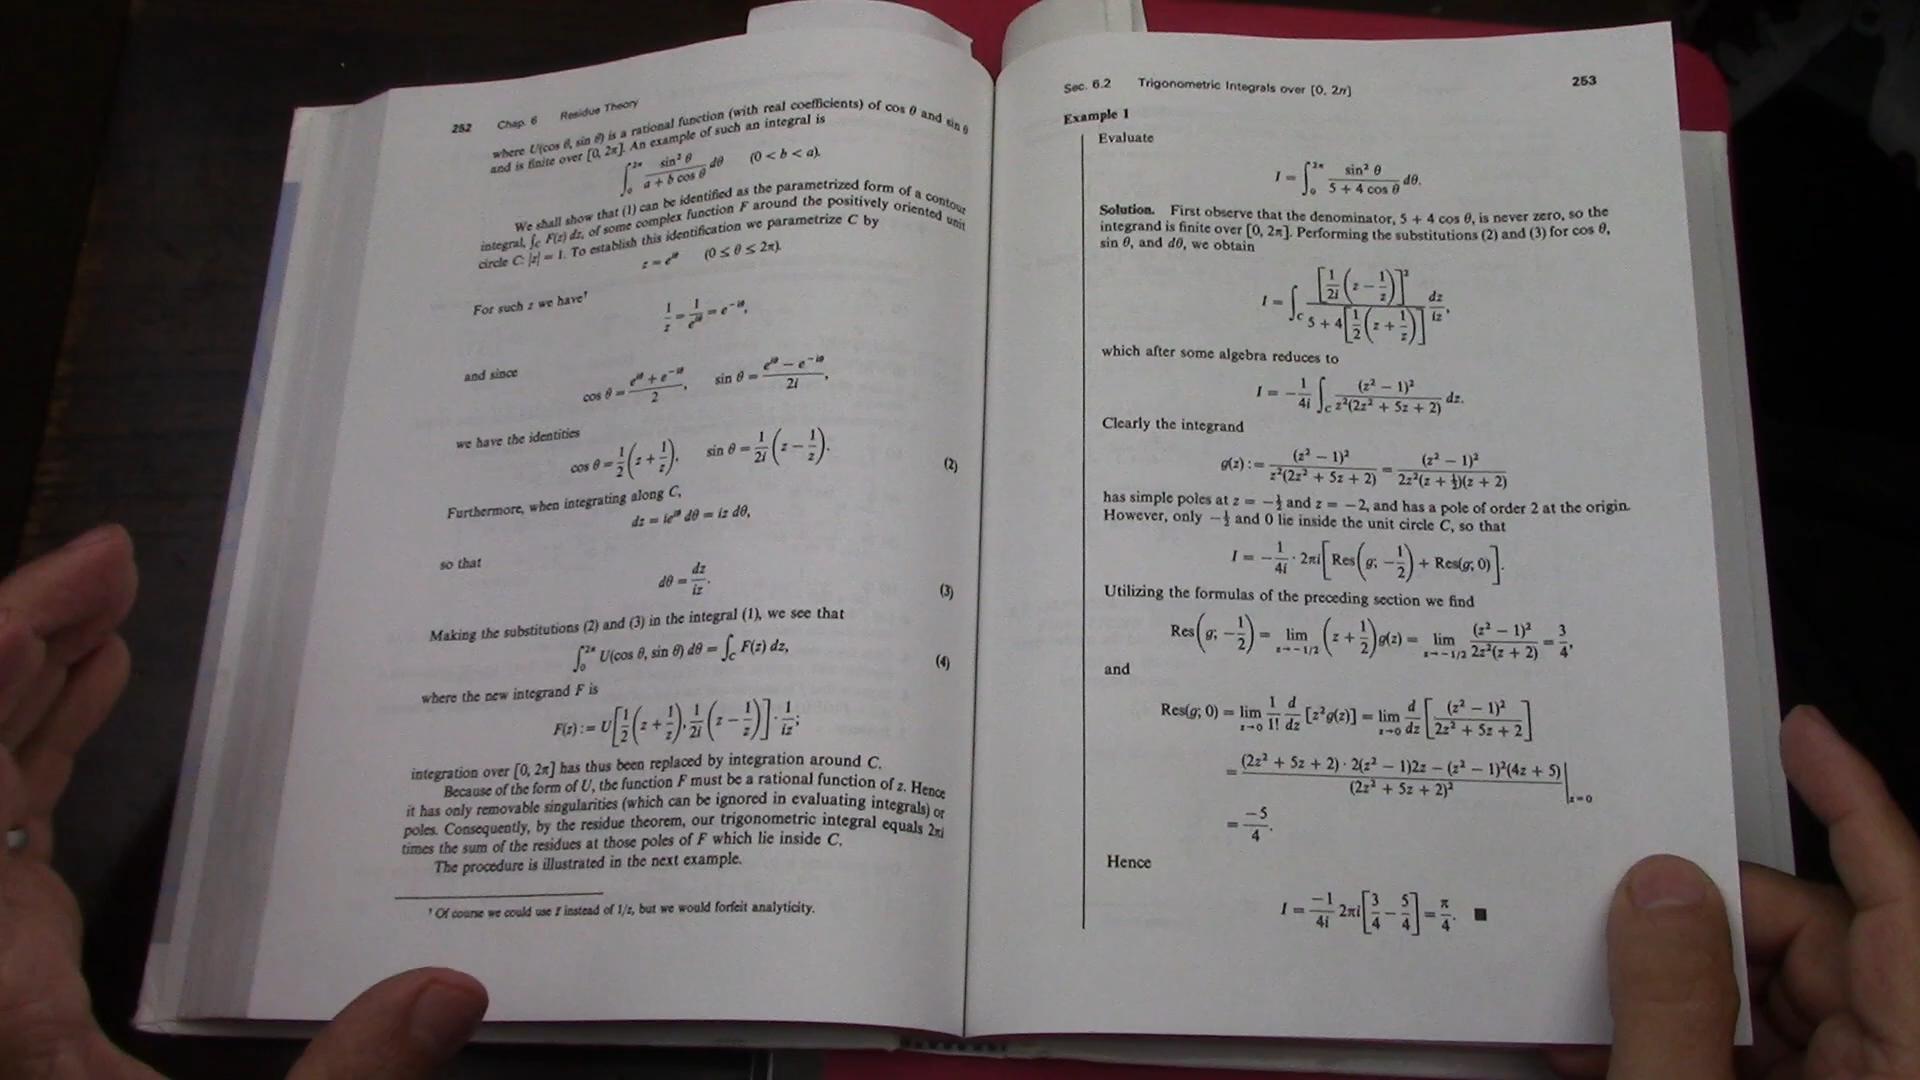 252 Chap. 6 Residue Theory
where U(cos θ, sin θ) is a rational function (with real coefficients) of cos θ and sin θ
and is finite over [0, 2π]. An example of such an integral is
∫₀^{2π} sin² θ / (a + b cos θ) dθ (0 < b < a).
We shall show that (1) can be identified as the parametrized form of a contour
integral, ∫_C F(z) dz, of some complex function F around the positively oriented unit
circle C: |z| = 1. To establish this identification we parametrize C by
z = e^{iθ} (0 ≤ θ ≤ 2π).
For such z we have†
1/z = 1/e^{iθ} = e^{−iθ},
and since
cos θ = (e^{iθ} + e^{−iθ})/2, sin θ = (e^{iθ} − e^{−iθ})/2i,
we have the identities
cos θ = 1/2 (z + 1/z), sin θ = 1/2i (z − 1/z). (2)
Furthermore, when integrating along C,
dz = ie^{iθ} dθ = iz dθ,
so that
dθ = dz/iz. (3)
Making the substitutions (2) and (3) in the integral (1), we see that
∫₀^{2π} U(cos θ, sin θ) dθ = ∫_C F(z) dz, (4)
where the new integrand F is
F(z) := U[1/2 (z + 1/z), 1/2i (z − 1/z)] · 1/iz;
integration over [0, 2π] has thus been replaced by integration around C.
Because of the form of U, the function F must be a rational function of z. Hence
it has only removable singularities (which can be ignored in evaluating integrals) or
poles. Consequently, by the residue theorem, our trigonometric integral equals 2πi
times the sum of the residues at those poles of F which lie inside C.
The procedure is illustrated in the next example.
† Of course we could use z̄ instead of 1/z, but we would forfeit analyticity.
Sec. 6.2 Trigonometric Integrals over [0, 2π] 253
Example 1
Evaluate
I = ∫₀^{2π} sin² θ / (5 + 4 cos θ) dθ.
Solution. First observe that the denominator, 5 + 4 cos θ, is never zero, so the
integrand is finite over [0, 2π]. Performing the substitutions (2) and (3) for cos θ,
sin θ, and dθ, we obtain
I = ∫_C [1/2i (z − 1/z)]² / (5 + 4[1/2 (z + 1/z)]) dz/iz,
which after some algebra reduces to
I = −1/4i ∫_C (z² − 1)² / (z²(2z² + 5z + 2)) dz.
Clearly the integrand
g(z) := (z² − 1)² / (z²(2z² + 5z + 2)) = (z² − 1)² / (2z²(z + ½)(z + 2))
has simple poles at z = −½ and z = −2, and has a pole of order 2 at the origin.
However, only −½ and 0 lie inside the unit circle C, so that
I = −1/4i · 2πi[Res(g; −1/2) + Res(g; 0)].
Utilizing the formulas of the preceding section we find
Res(g; −1/2) = lim_{z→−1/2} (z + 1/2) g(z) = lim_{z→−1/2} (z² − 1)² / (2z²(z + 2)) = 3/4,
and
Res(g; 0) = lim_{z→0} 1/1! d/dz [z²g(z)] = lim_{z→0} d/dz [(z² − 1)² / (2z² + 5z + 2)]
= ((2z² + 5z + 2) · 2(z² − 1)2z − (z² − 1)²(4z + 5)) / (2z² + 5z + 2)² |_{z=0}
= −5/4.
Hence
I = −1/4i 2πi[3/4 − 5/4] = π/4. ■